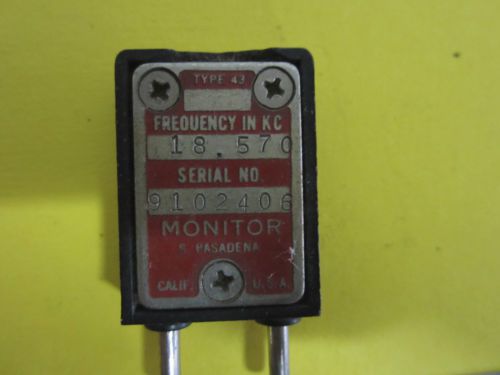 TYPE 43
FREQUENCY IN KC
18.570
SERIAL NO.
9102406
MONITOR
S. PASADENA
CALIF. U.S.A.